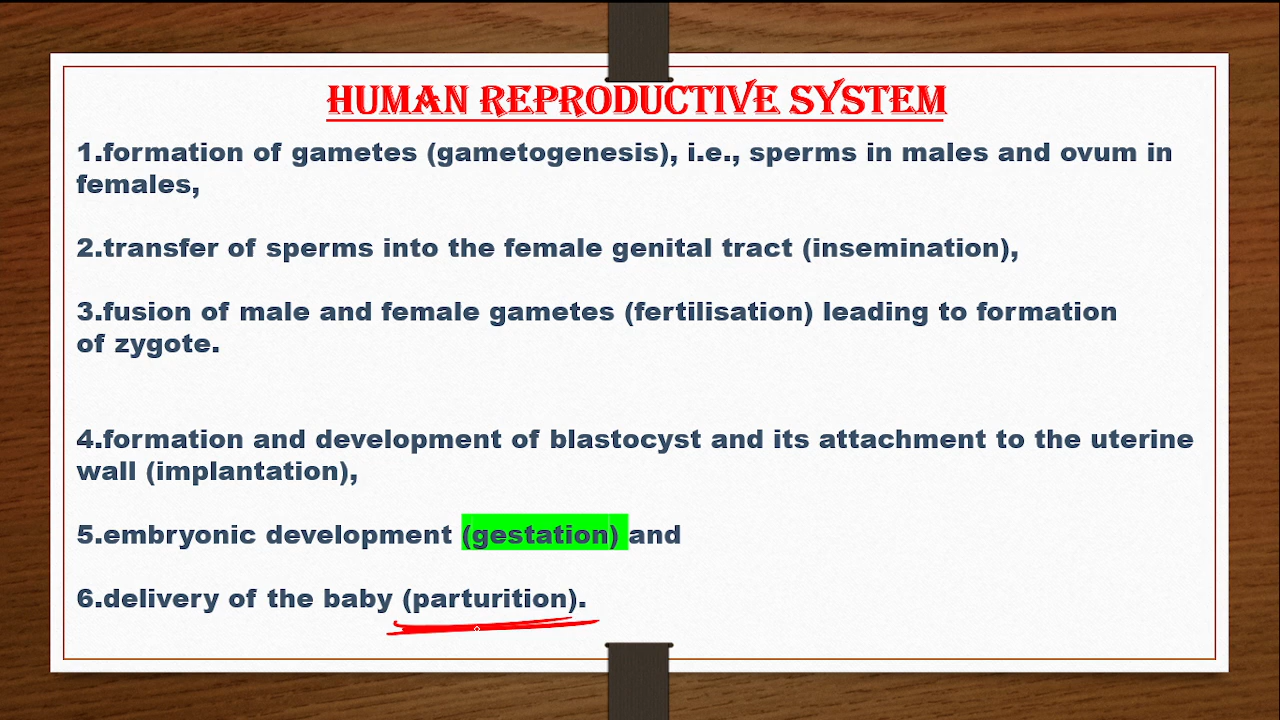 HUMAN REPRODUCTIVE SYSTEM
1.formation of gametes (gametogenesis), i.e., sperms in males and ovum in
females,
2.transfer of sperms into the female genital tract (insemination),
3.fusion of male and female gametes (fertilisation) leading to formation
of zygote.
4.formation and development of blastocyst and its attachment to the uterine
wall (implantation),
5.embryonic development (gestation) and
6.delivery of the baby (parturition).